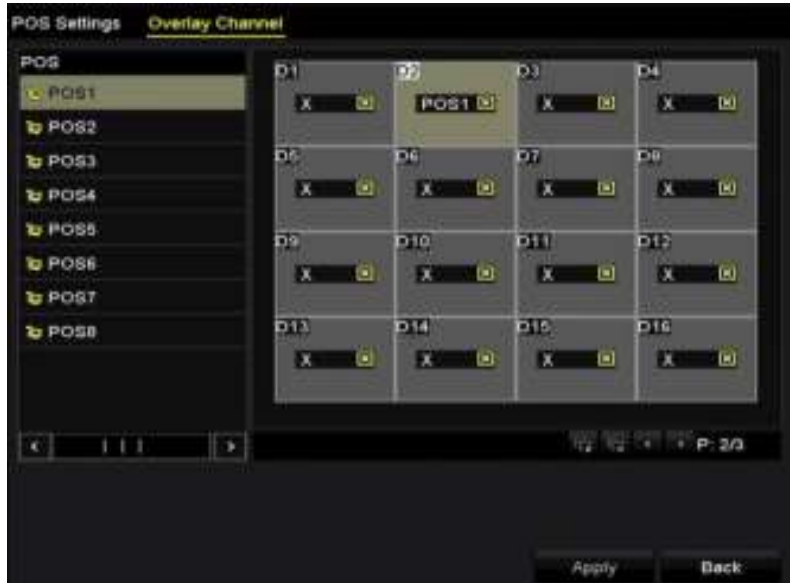 POS Settings Overlay Channel
POS
POS1
POS2
POS3
POS4
POS5
POS6
POS7
POS8
D1 D2 D3 D4
X POS1 X X
D5 D6 D7 D8
X X X X
D9 D10 D11 D12
X X X X
D13 D14 D15 D16
X X X X
P: 2/3
Apply Back